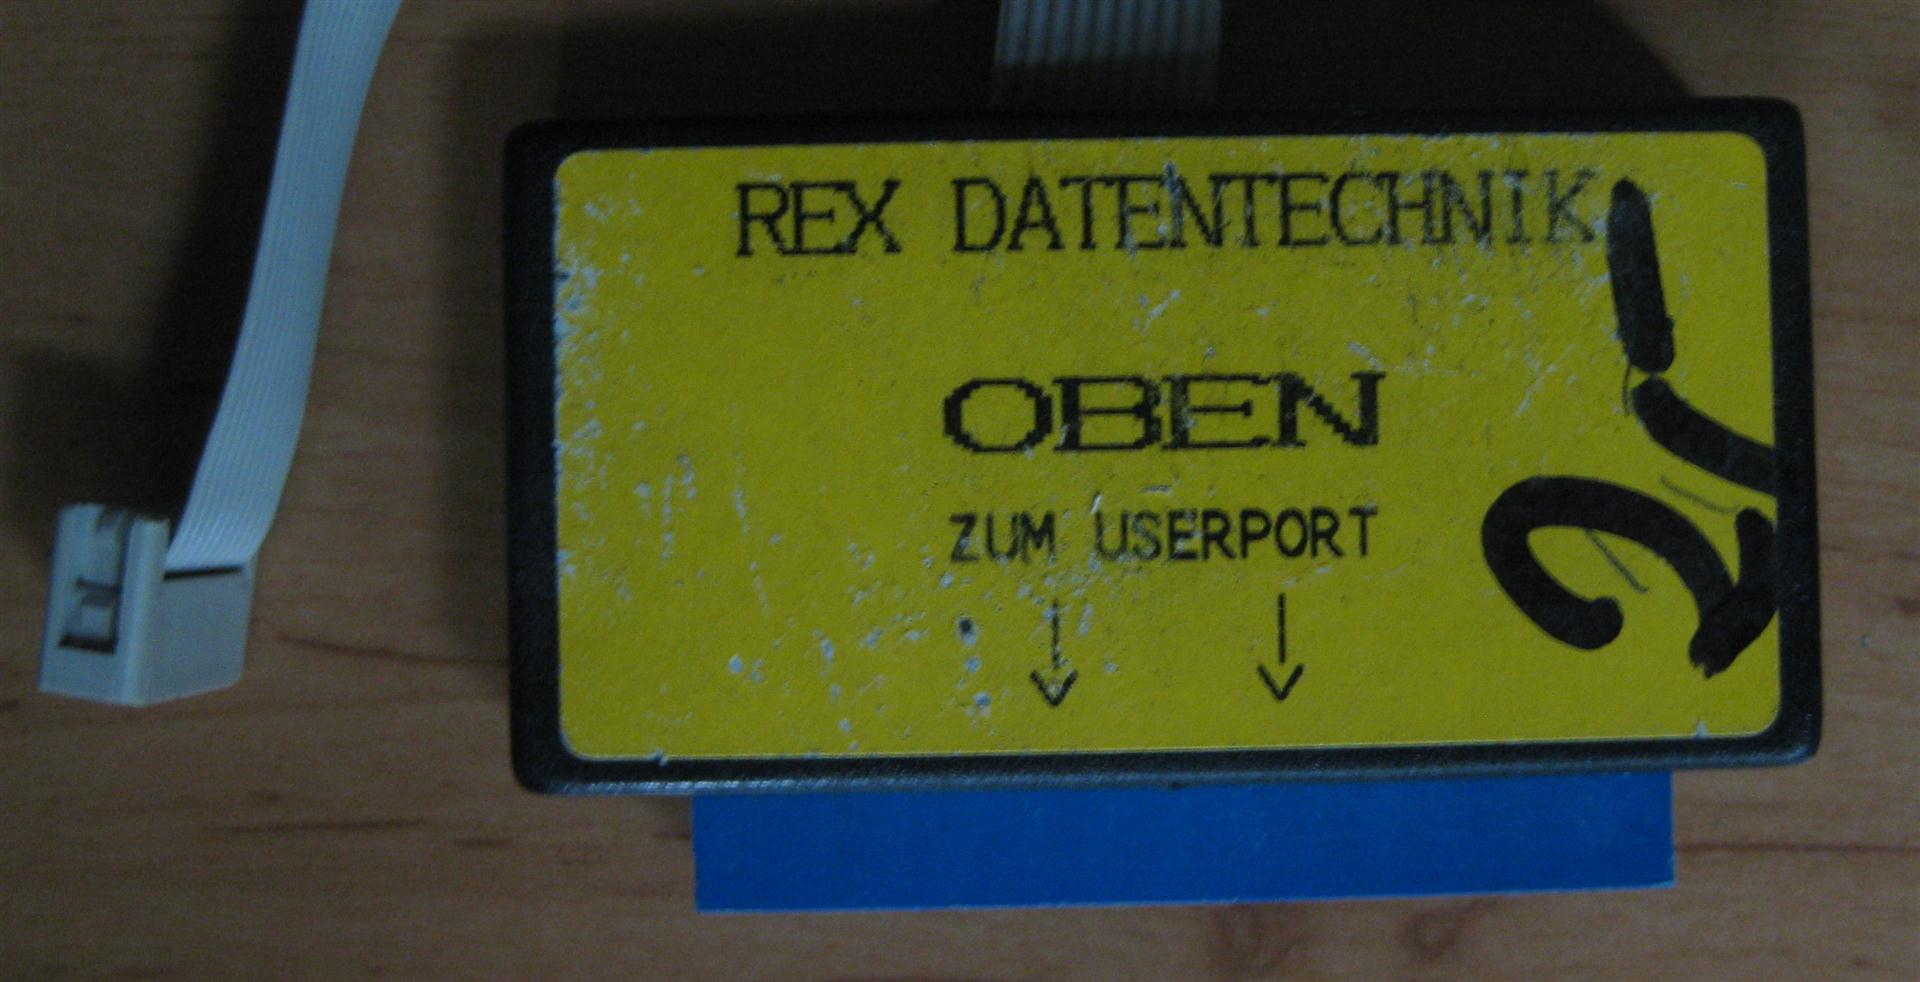 REX DATENTECHNIK
OBEN
ZUM USERPORT